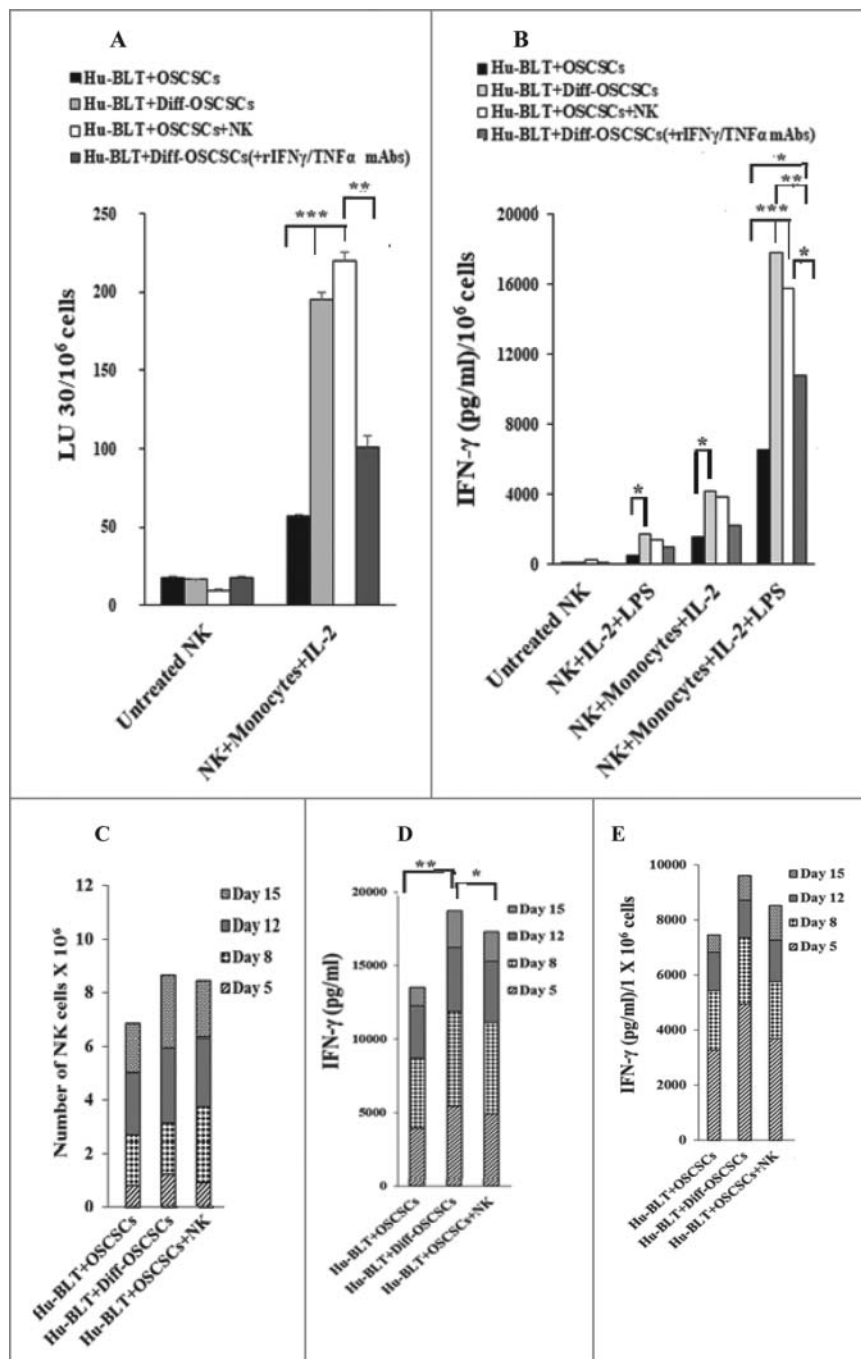 A
Hu-BLT+OSCSCs
Hu-BLT+Diff-OSCSCs
Hu-BLT+OSCSCs+NK
Hu-BLT+Diff-OSCSCs(+rIFNγ/TNFα mAbs)
LU 30/10⁶ cells
250
200
150
100
50
0
***
**
Untreated NK
NK+Monocytes+IL-2
B
Hu-BLT+OSCSCs
Hu-BLT+Diff-OSCSCs
Hu-BLT+OSCSCs+NK
Hu-BLT+Diff-OSCSCs(+rIFNγ/TNFα mAbs)
IFN-γ (pg/ml)/10⁶ cells
20000
16000
12000
8000
4000
0
*
*
*
**
***
*
Untreated NK
NK+IL-2+LPS
NK+Monocytes+IL-2
NK+Monocytes+IL-2+LPS
C
Number of NK cells X 10⁶
12
10
8
6
4
2
0
Day 15
Day 12
Day 8
Day 5
Hu-BLT+OSCSCs
Hu-BLT+Diff-OSCSCs
Hu-BLT+OSCSCs+NK
D
IFN-γ (pg/ml)
20000
15000
10000
5000
0
**
*
Day 15
Day 12
Day 8
Day 5
Hu-BLT+OSCSCs
Hu-BLT+Diff-OSCSCs
Hu-BLT+OSCSCs+NK
E
IFN-γ (pg/ml)/1 X 10⁶ cells
10000
8000
6000
4000
2000
0
Day 15
Day 12
Day 8
Day 5
Hu-BLT+OSCSCs
Hu-BLT+Diff-OSCSCs
Hu-BLT+OSCSCs+NK